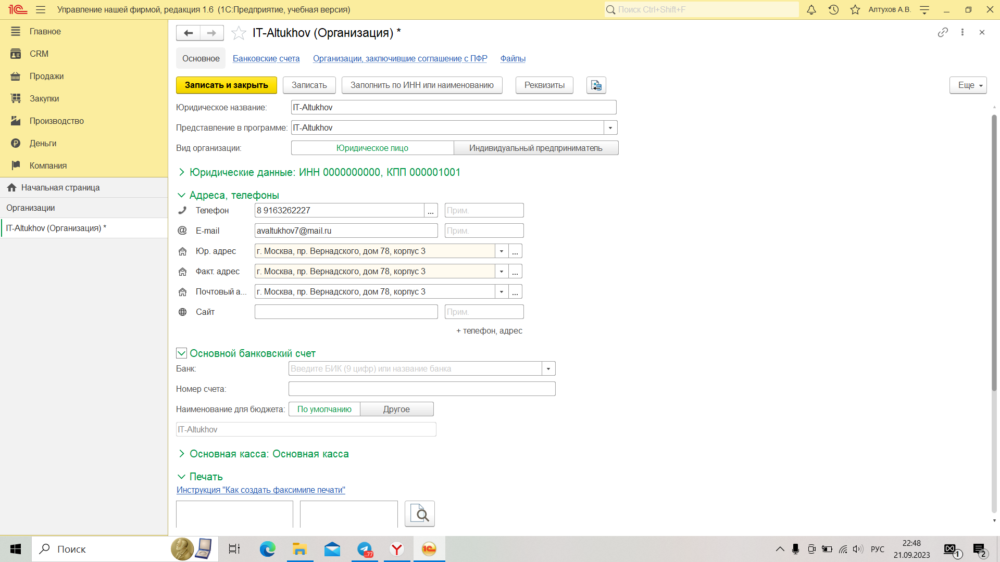 Управление нашей фирмой, редакция 1.6 (1С:Предприятие, учебная версия)
Поиск Ctrl+Shift+F
Алтухов А.В.
Главное
CRM
Продажи
Закупки
Производство
Деньги
Компания
Начальная страница
Организации
IT-Altukhov (Организация) *
IT-Altukhov (Организация) *
Основное Банковские счета Организации, заключившие соглашение с ПФР Файлы
Записать и закрыть Записать Заполнить по ИНН или наименованию Реквизиты Еще
Юридическое название: IT-Altukhov
Представление в программе: IT-Altukhov
Вид организации: Юридическое лицо Индивидуальный предприниматель
Юридические данные: ИНН 0000000000, КПП 000001001
Адреса, телефоны
Телефон 8 9163262227 ... Прим.
E-mail avaltukhov7@mail.ru Прим.
Юр. адрес г. Москва, пр. Вернадского, дом 78, корпус 3 ...
Факт. адрес г. Москва, пр. Вернадского, дом 78, корпус 3 ...
Почтовый а... г. Москва, пр. Вернадского, дом 78, корпус 3 ...
Сайт Прим.
+ телефон, адрес
Основной банковский счет
Банк: Введите БИК (9 цифр) или название банка
Номер счета:
Наименование для бюджета: По умолчанию Другое
IT-Altukhov
Основная касса: Основная касса
Печать
Инструкция "Как создать факсимиле печати"
Поиск
..77
РУС
22:48
21.09.2023
1
2